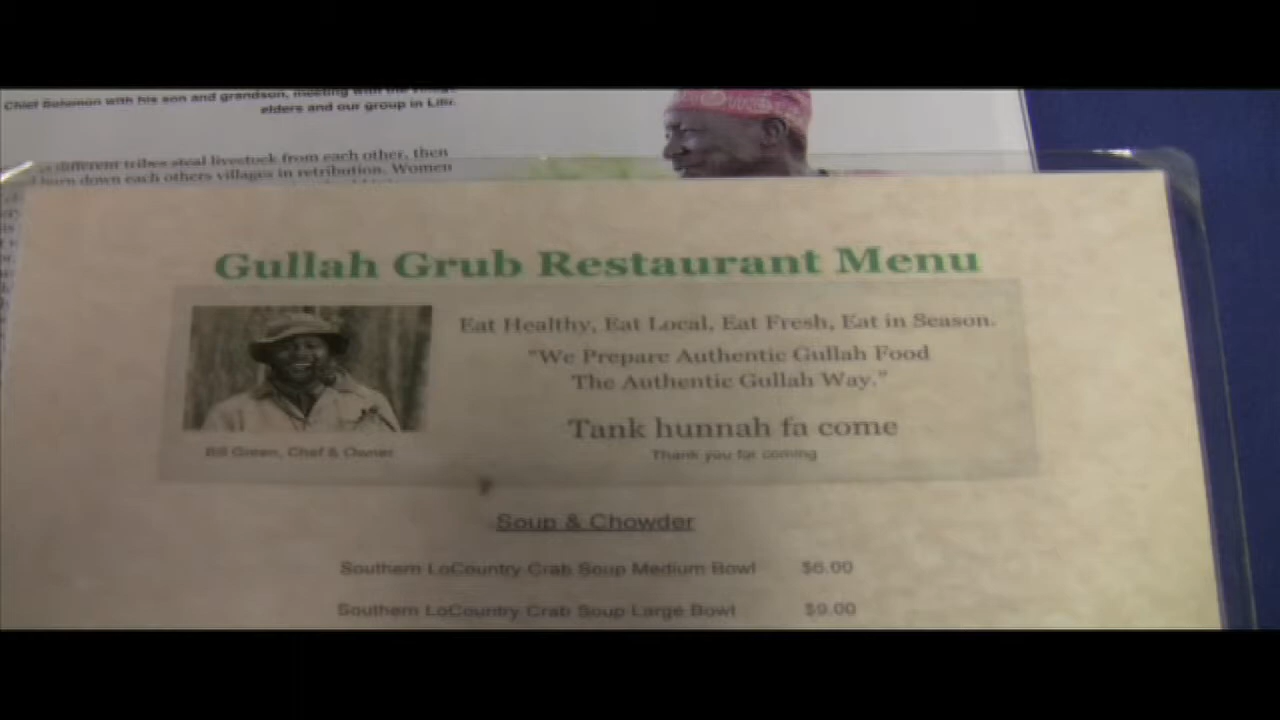 Chief Solomon with his son and grandson, meeting with the
elders and our group in
different tribes steal livestock from each other, then
burn down each others villages in retribution. Women
Gullah Grub Restaurant Menu
Eat Healthy, Eat Local, Eat Fresh, Eat in Season.
"We Prepare Authentic Gullah Food
The Authentic Gullah Way."
Tank hunnah fa come
Thank you for coming
Bill Green, Chef & Owner
Soup & Chowder
Southern LoCountry Crab Soup Medium Bowl $6.00
Southern LoCountry Crab Soup Large Bowl $9.00